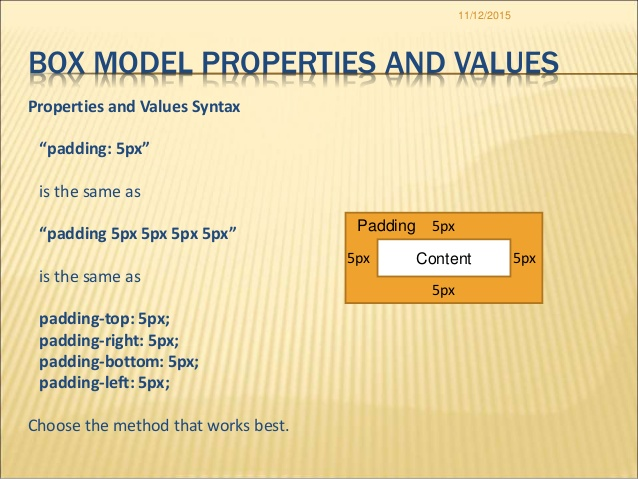 11/12/2015
BOX MODEL PROPERTIES AND VALUES
Properties and Values Syntax
“padding: 5px”
is the same as
“padding 5px 5px 5px 5px”
is the same as
padding-top: 5px;
padding-right: 5px;
padding-bottom: 5px;
padding-left: 5px;
Choose the method that works best.
Padding 5px
5px Content 5px
5px